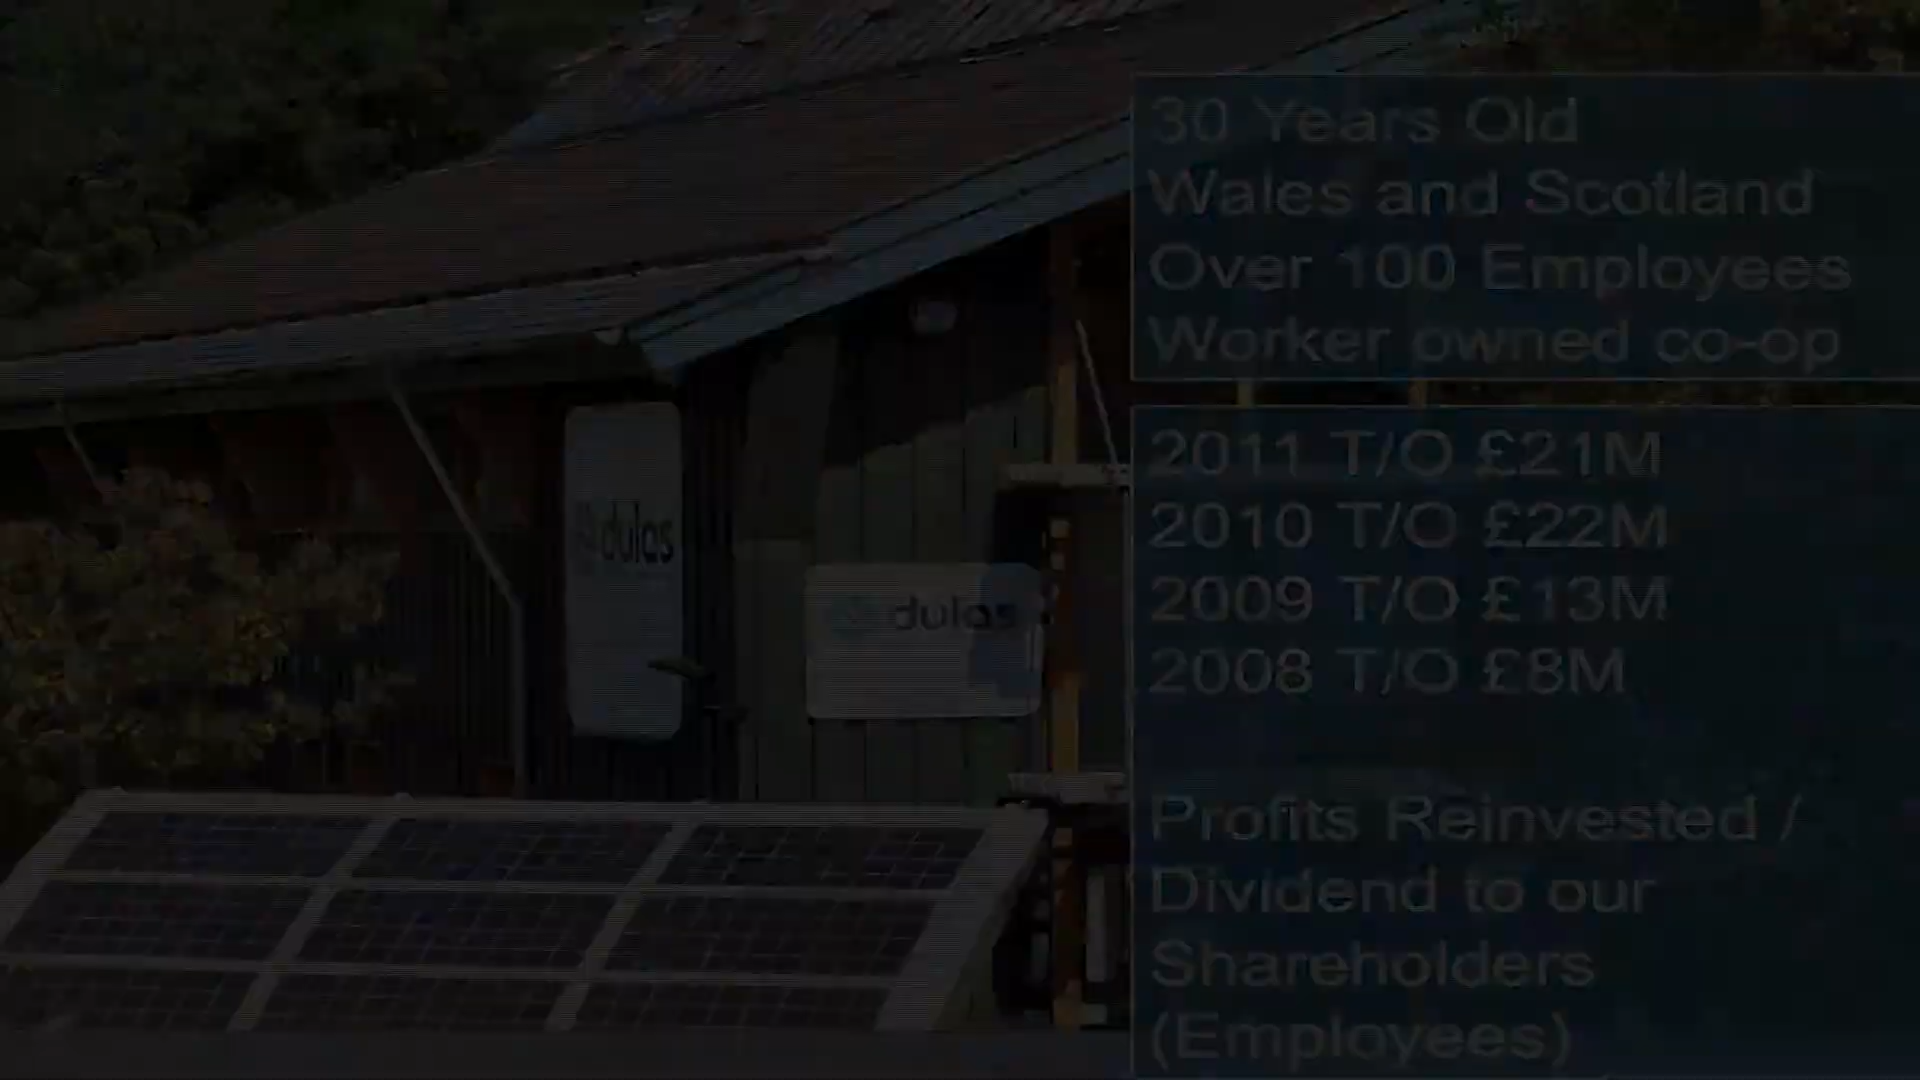 30 Years Old
Wales and Scotland
Over 100 Employees
Worker owned co-op
dulas
dulas
2011 T/O £21M
2010 T/O £22M
2009 T/O £13M
2008 T/O £8M
Profits Reinvested /
Dividend to our
Shareholders
(Employees)